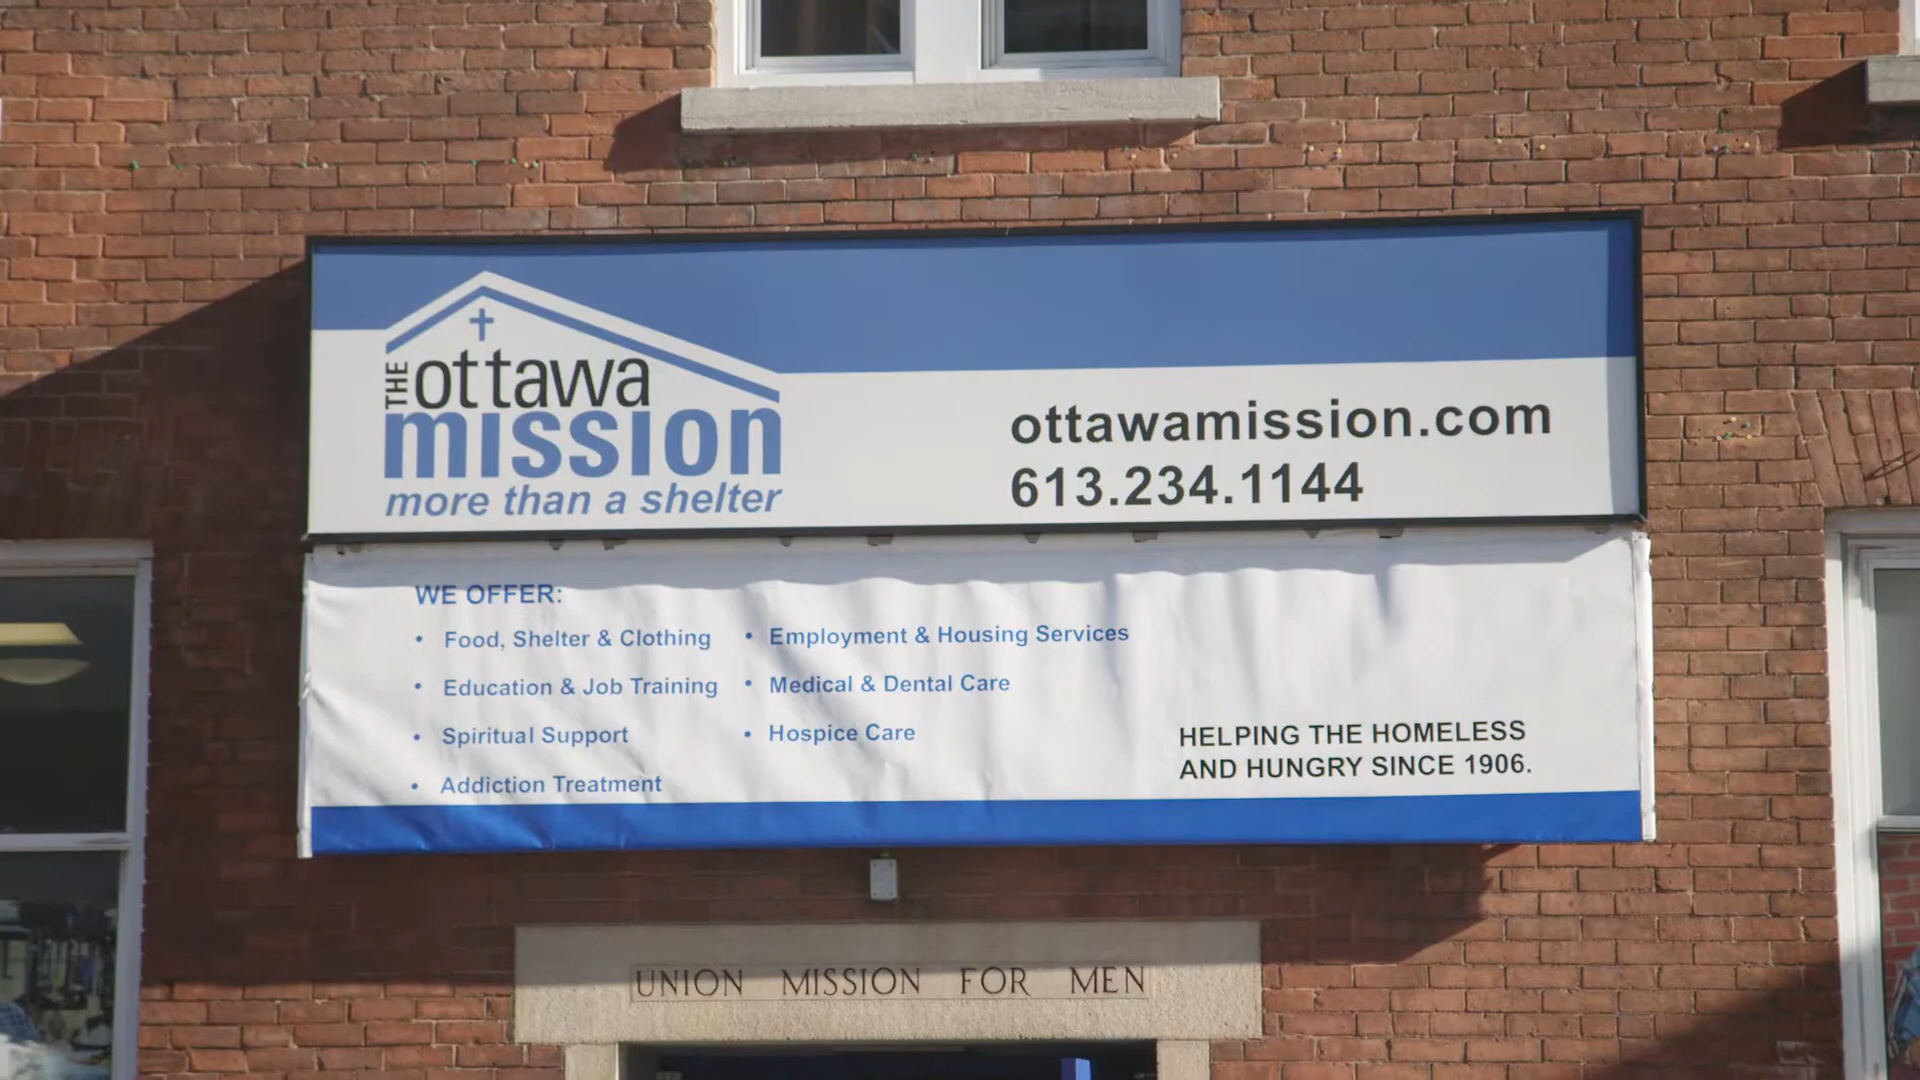 THE ottawa
mission
more than a shelter
ottawamission.com
613.234.1144
WE OFFER:
• Food, Shelter & Clothing
• Education & Job Training
• Spiritual Support
• Addiction Treatment
• Employment & Housing Services
• Medical & Dental Care
• Hospice Care
HELPING THE HOMELESS
AND HUNGRY SINCE 1906.
UNION MISSION FOR MEN